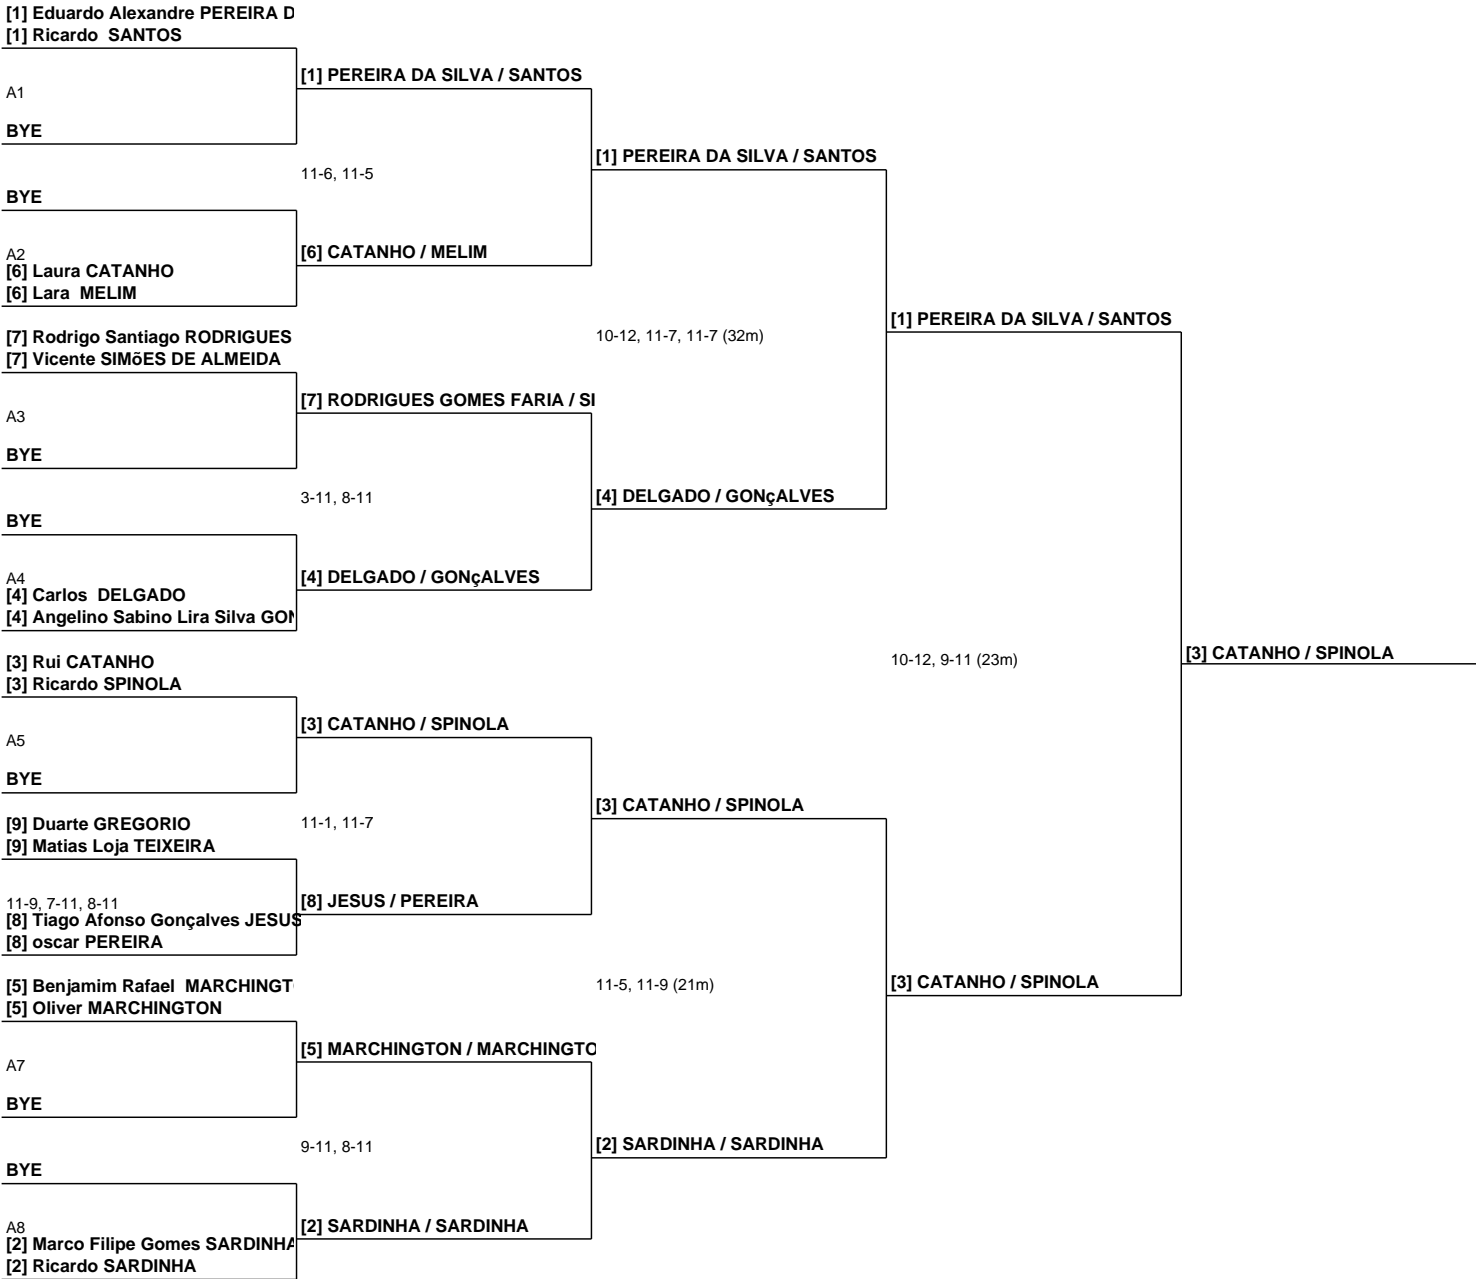 [1] Eduardo Alexandre PEREIRA D
[1] Ricardo SANTOS
A1
BYE
BYE
A2
[6] Laura CATANHO
[6] Lara MELIM
[7] Rodrigo Santiago RODRIGUES
[7] Vicente SIMõES DE ALMEIDA
A3
BYE
BYE
A4
[4] Carlos DELGADO
[4] Angelino Sabino Lira Silva GON
[3] Rui CATANHO
[3] Ricardo SPINOLA
A5
BYE
[9] Duarte GREGORIO
[9] Matias Loja TEIXEIRA
11-9, 7-11, 8-11
[8] Tiago Afonso Gonçalves JESUS
[8] oscar PEREIRA
[5] Benjamim Rafael MARCHINGT
[5] Oliver MARCHINGTON
A7
BYE
BYE
A8
[2] Marco Filipe Gomes SARDINHA
[2] Ricardo SARDINHA
[1] PEREIRA DA SILVA / SANTOS
11-6, 11-5
[6] CATANHO / MELIM
[7] RODRIGUES GOMES FARIA / SI
3-11, 8-11
[4] DELGADO / GONçALVES
[3] CATANHO / SPINOLA
11-1, 11-7
[8] JESUS / PEREIRA
[5] MARCHINGTON / MARCHINGTO
9-11, 8-11
[2] SARDINHA / SARDINHA
[1] PEREIRA DA SILVA / SANTOS
10-12, 11-7, 11-7 (32m)
[4] DELGADO / GONçALVES
[3] CATANHO / SPINOLA
11-5, 11-9 (21m)
[2] SARDINHA / SARDINHA
[1] PEREIRA DA SILVA / SANTOS
10-12, 9-11 (23m)
[3] CATANHO / SPINOLA
[3] CATANHO / SPINOLA